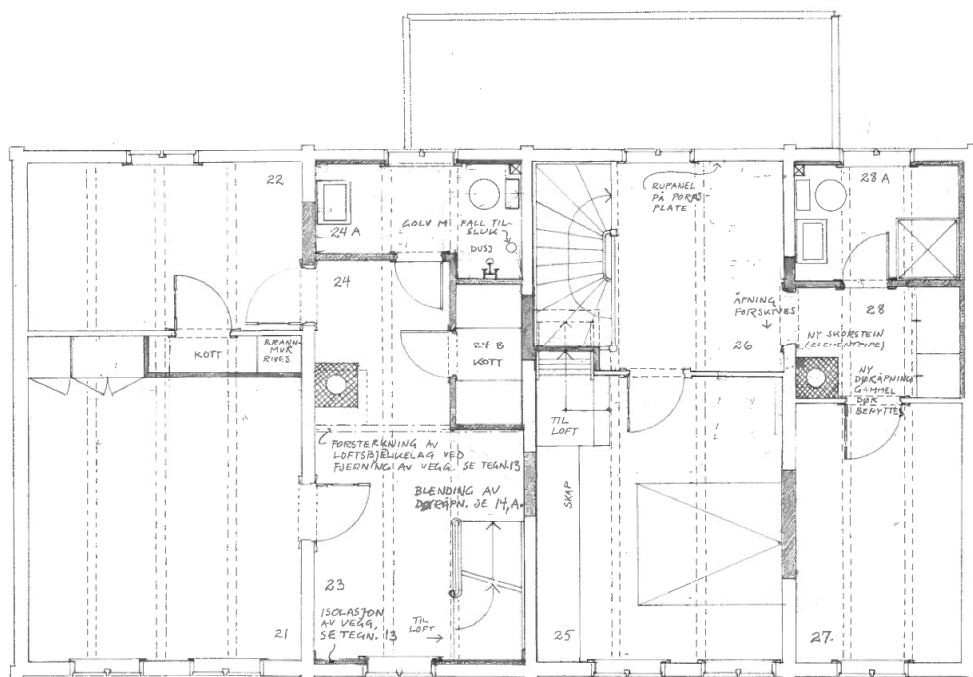 22
24 A
GOLV M FALL TIL
SLUK
DUSJ
RUPANEL
PÅ PORØS
PLATE
28 A
24
24 B
KOTT
ÅPNING
FORSKYVES
26
28
NY SKORSTEIN
(ELEMENTPIPE)
NY
DØRÅPNING
GAMMEL
DØR
BENYTTES
KOTT
BRANN-
MUR
RIVES
TIL
LOFT
FORSTERKNING AV
LOFTSBJELKELAG VED
FJERNING AV VEGG. SE TEGN. 13
BLENDING AV
DØRÅPN. SE 14, A.
SKAP
23
ISOLASJON
AV VEGG,
SE TEGN. 13
TIL
LOFT
21
25
27.